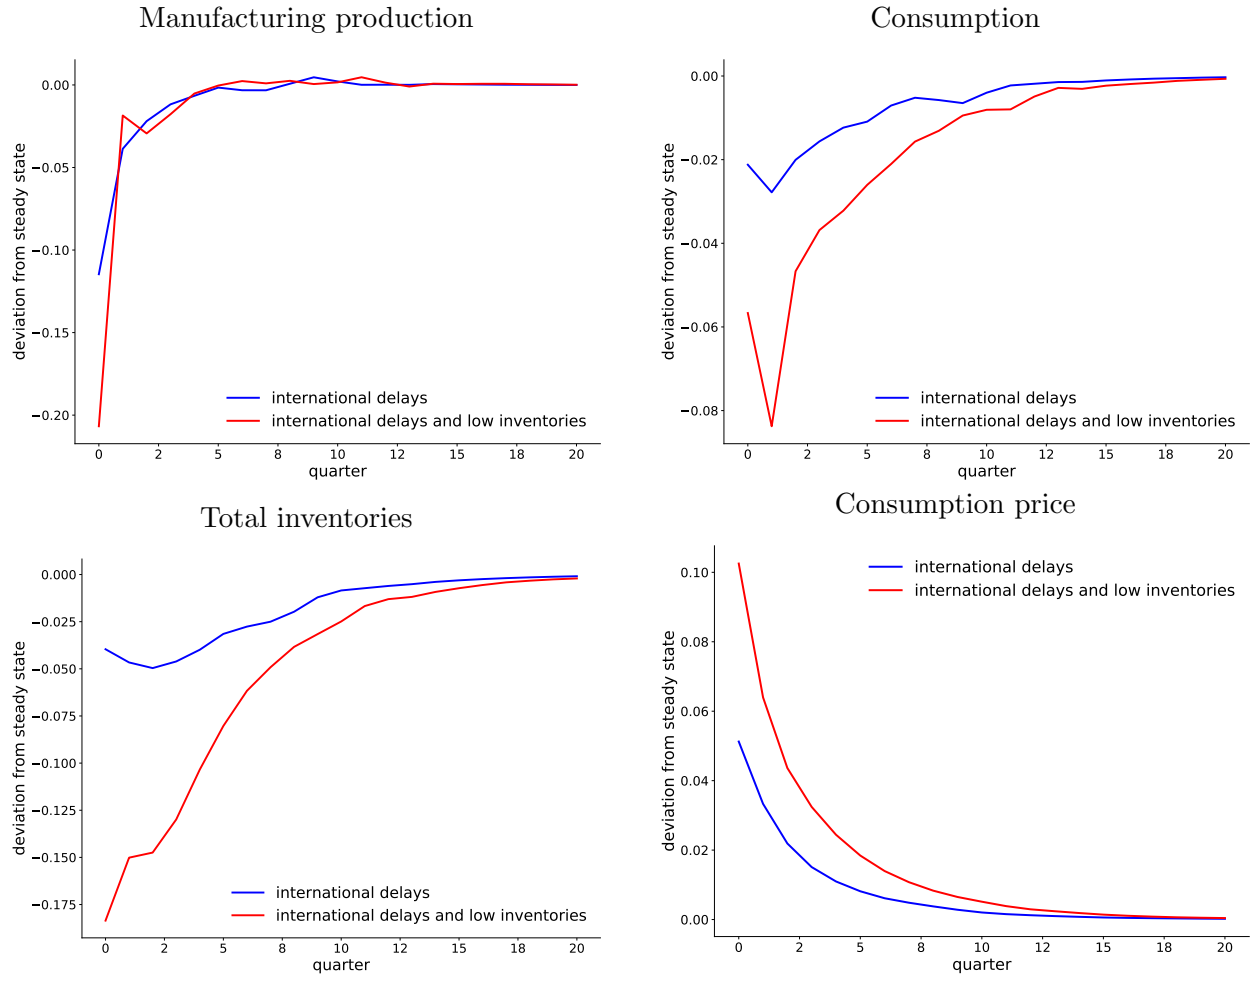 Manufacturing production
deviation from steady state
0.00
−0.05
−0.10
−0.15
−0.20
international delays
international delays and low inventories
0 2 5 8 10 12 15 18 20
quarter
Consumption
deviation from steady state
0.00
−0.02
−0.04
−0.06
−0.08
international delays
international delays and low inventories
0 2 5 8 10 12 15 18 20
quarter
Total inventories
deviation from steady state
0.000
−0.025
−0.050
−0.075
−0.100
−0.125
−0.150
−0.175
international delays
international delays and low inventories
0 2 5 8 10 12 15 18 20
quarter
Consumption price
deviation from steady state
0.10
0.08
0.06
0.04
0.02
0.00
international delays
international delays and low inventories
0 2 5 8 10 12 15 18 20
quarter